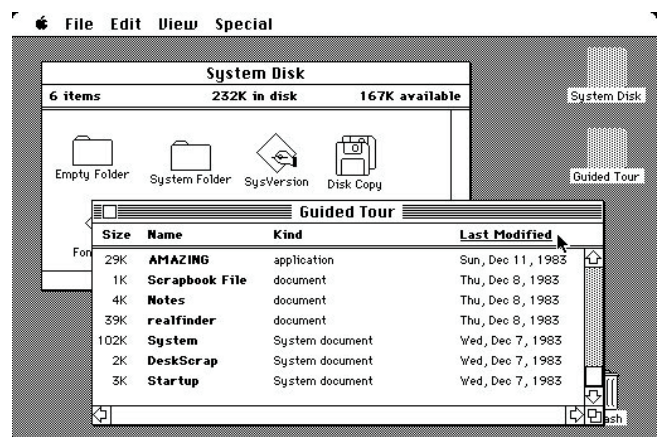 File Edit View Special
System Disk
6 items 232K in disk 167K available
System Disk
Empty Folder System Folder SysVersion Disk Copy
Guided Tour
Guided Tour
Size Name Kind Last Modified
Fon
29K AMAZING application Sun, Dec 11, 1983
1K Scrapbook File document Thu, Dec 8, 1983
4K Notes document Thu, Dec 8, 1983
39K realfinder document Thu, Dec 8, 1983
102K System System document Wed, Dec 7, 1983
2K DeskScrap System document Wed, Dec 7, 1983
3K Startup System document Wed, Dec 7, 1983
ash